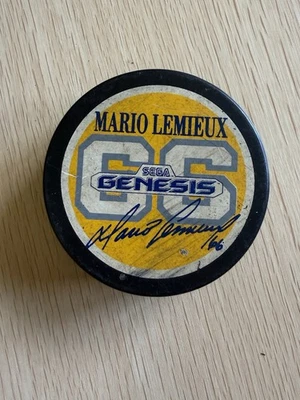 MARIO LEMIEUX
66
SEGA
GENESIS
Mario Lemieux
66